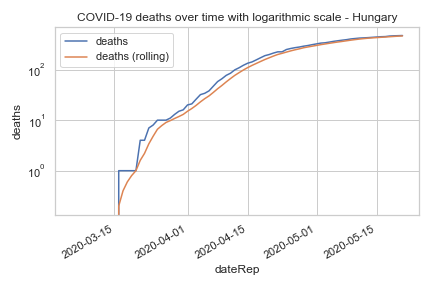 COVID-19 deaths over time with logarithmic scale - Hungary
deaths
deaths (rolling)
10²
10¹
10⁰
deaths
2020-03-15
2020-04-01
2020-04-15
2020-05-01
2020-05-15
dateRep